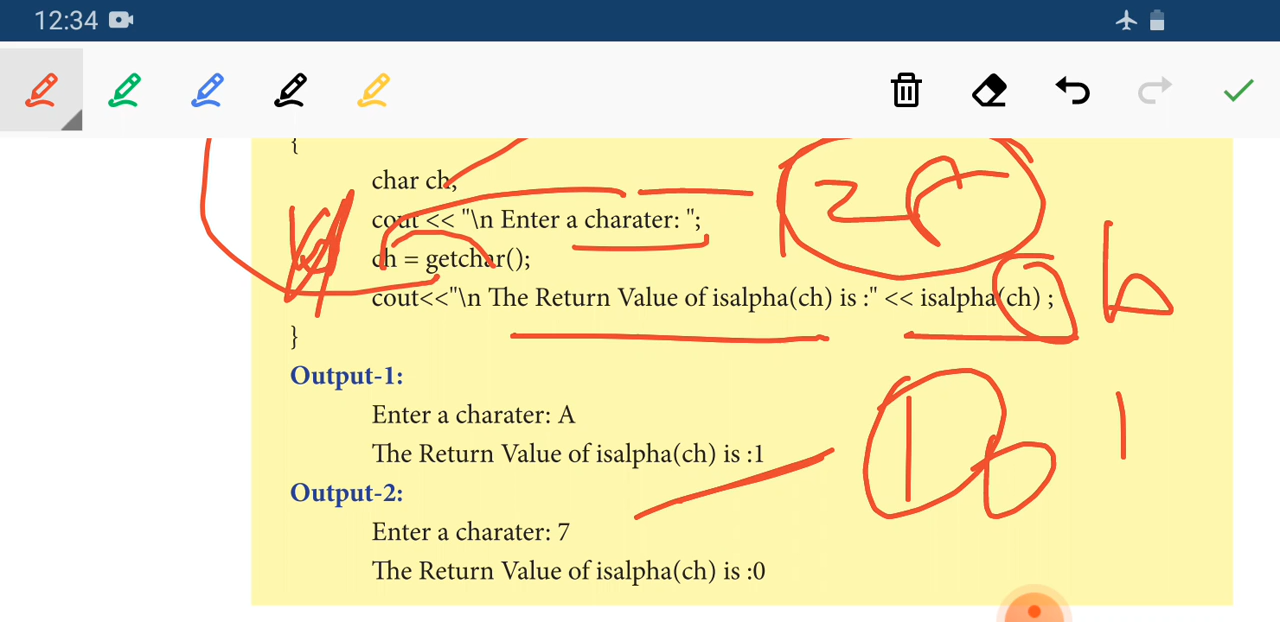 12:34
{
char ch;
cout << "\n Enter a charater: ";
ch = getchar();
cout<<"\n The Return Value of isalpha(ch) is :" << isalpha(ch) ;
}
Output-1:
Enter a charater: A
The Return Value of isalpha(ch) is :1
Output-2:
Enter a charater: 7
The Return Value of isalpha(ch) is :0